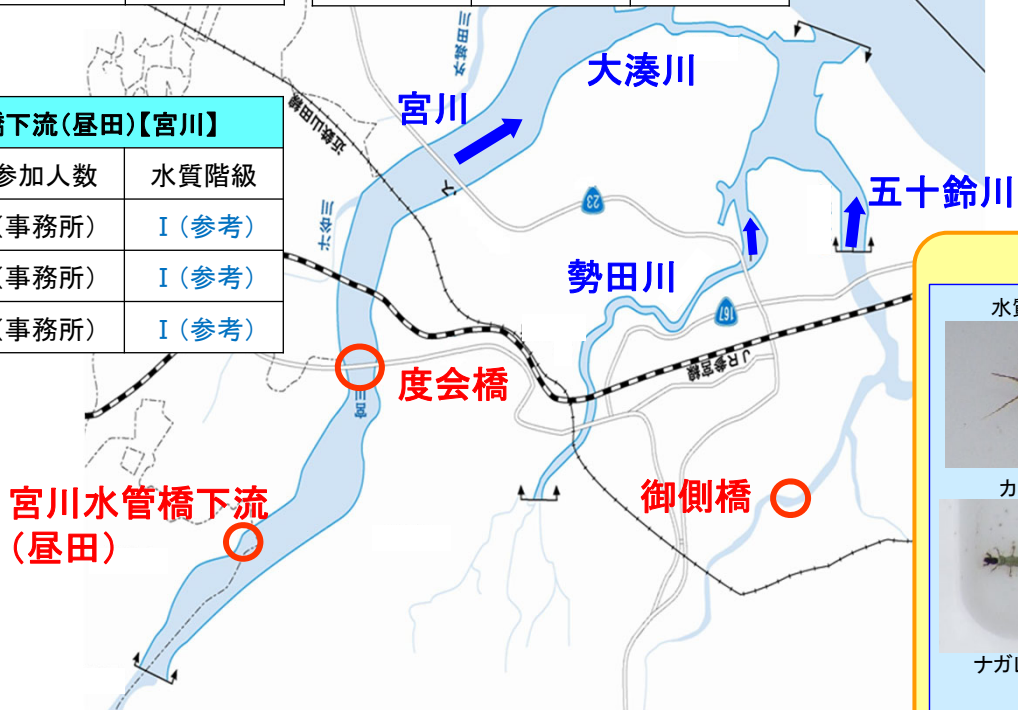 大湊川
宮川
近鉄山田線
橋下流(昼田)【宮川】
参加人数 水質階級
(事務所) Ⅰ(参考)
(事務所) Ⅰ(参考)
(事務所) Ⅰ(参考)
23
五十鈴川
勢田川
167
JR参宮線
度会橋
宮川水管橋下流
(昼田)
御側橋
水質
カ
ナガレ